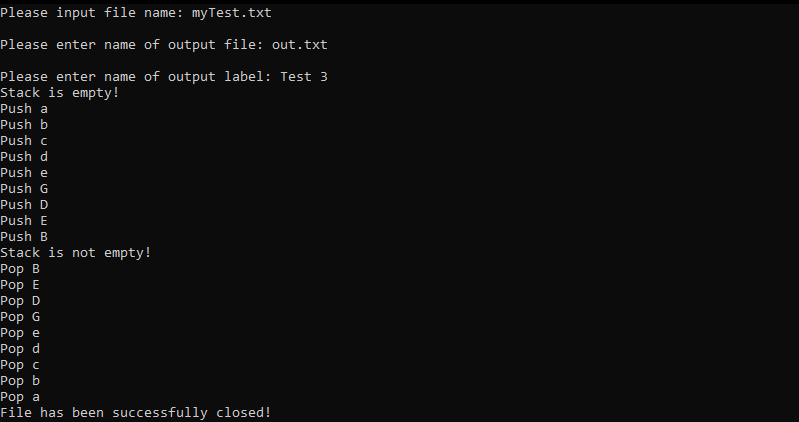 Please input file name: myTest.txt
Please enter name of output file: out.txt
Please enter name of output label: Test 3
Stack is empty!
Push a
Push b
Push c
Push d
Push e
Push G
Push D
Push E
Push B
Stack is not empty!
Pop B
Pop E
Pop D
Pop G
Pop e
Pop d
Pop c
Pop b
Pop a
File has been successfully closed!